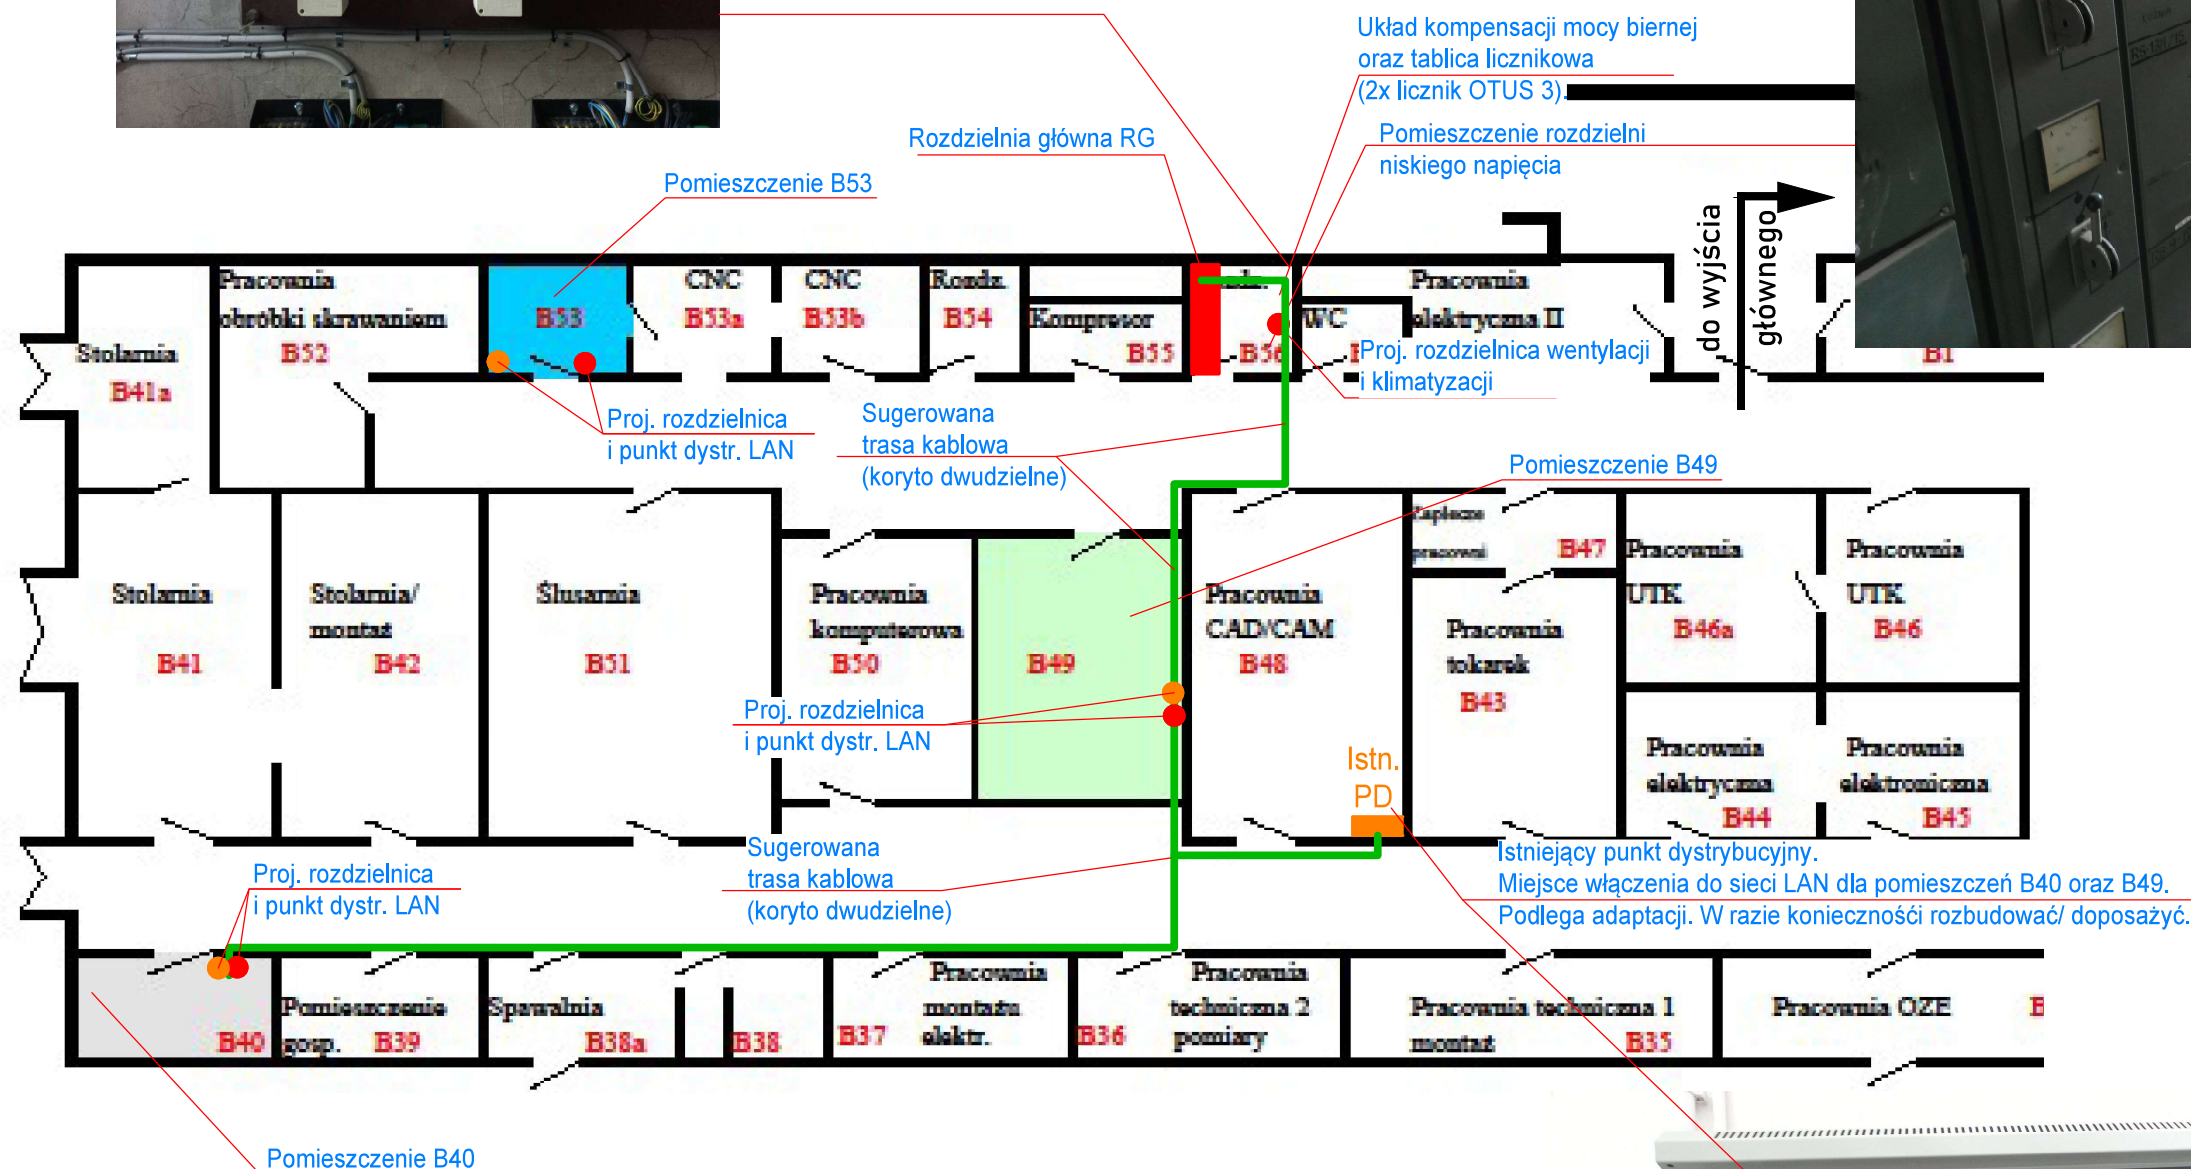 Układ kompensacji mocy biernej
oraz tablica licznikowa
(2x licznik OTUS 3).
Rozdzielnia główna RG
Pomieszczenie rozdzielni
niskiego napięcia
Pomieszczenie B53
do wyjścia
głównego
Pracownia
obróbki skrawaniem
B52
B53
CNC
B53a
CNC
B53b
Rozdz.
B54
Kompresor
B55
B56
WC
Pracownia
elektryczna II
B1
Stolarnia
B41a
Proj. rozdzielnica wentylacji
i klimatyzacji
Proj. rozdzielnica
i punkt dystr. LAN
Sugerowana
trasa kablowa
(koryto dwudzielne)
Pomieszczenie B49
Stolarnia
B41
Stolarnia/
montaż
B42
Ślusarnia
B51
Pracownia
komputerowa
B50
B49
Pracownia
CAD/CAM
B48
Zaplecze
pracowni
B47
Pracownia
tokarek
B43
Pracownia
UTK
B46a
Pracownia
UTK
B46
Proj. rozdzielnica
i punkt dystr. LAN
Istn.
PD
Pracownia
elektryczna
B44
Pracownia
elektroniczna
B45
Sugerowana
trasa kablowa
(koryto dwudzielne)
Istniejący punkt dystrybucyjny.
Miejsce włączenia do sieci LAN dla pomieszczeń B40 oraz B49.
Podlega adaptacji. W razie koniecznośći rozbudować/ doposażyć.
Proj. rozdzielnica
i punkt dystr. LAN
B40
Pomieszczenie
gosp.
B39
Spawalnia
B38a
B38
B37
Pracownia
montażu
elektr.
B36
Pracownia
techniczna 2
pomiary
Pracownia techniczna 1
montaż
B35
Pracownia OZE
Pomieszczenie B40